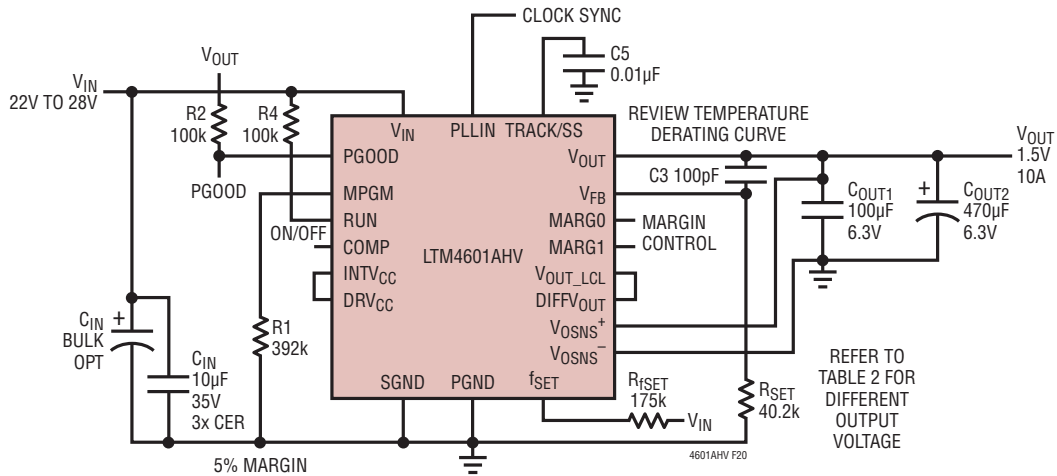 CLOCK SYNC
C5
0.01µF
VOUT
VIN
22V TO 28V
R2
100k
R4
100k
REVIEW TEMPERATURE
DERATING CURVE
VIN
PLLIN
TRACK/SS
PGOOD
VOUT
VOUT
1.5V
10A
PGOOD
C3 100pF
MPGM
VFB
COUT1
100µF
6.3V
+
COUT2
470µF
6.3V
RUN
MARG0
MARGIN
CONTROL
ON/OFF
COMP
LTM4601AHV
MARG1
INTVCC
VOUT_LCL
DRVCC
DIFFVOUT
VOSNS+
VOSNS–
CIN
BULK
OPT
+
R1
392k
CIN
10µF
35V
3x CER
SGND
PGND
fSET
RfSET
175k
VIN
RSET
40.2k
REFER TO
TABLE 2 FOR
DIFFERENT
OUTPUT
VOLTAGE
5% MARGIN
4601AHV F20